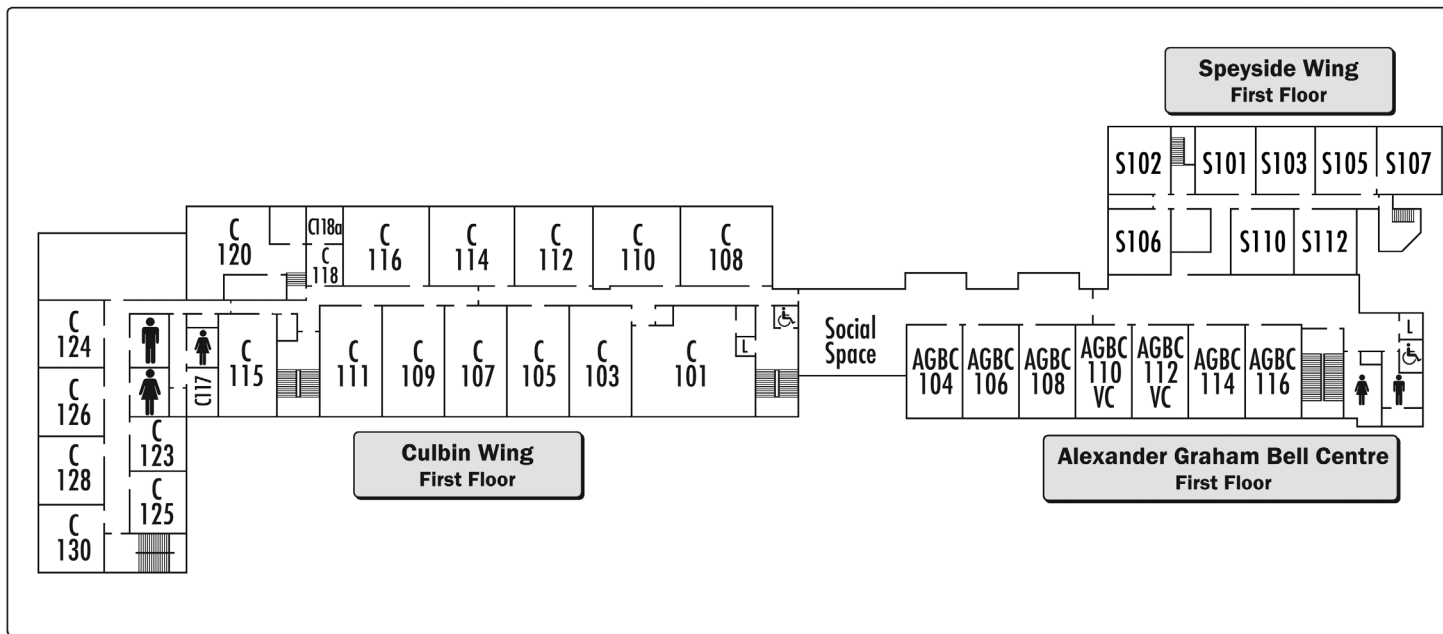 Speyside Wing
First Floor
S102
S101
S103
S105
S107
S106
S110
S112
C
120
C118a
C
118
C
116
C
114
C
112
C
110
C
108
C
124
C
126
C
128
C
130
C
123
C
125
C117
C
115
C
111
C
109
C
107
C
105
C
103
C
101
L
Social
Space
AGBC
104
AGBC
106
AGBC
108
AGBC
110
VC
AGBC
112
VC
AGBC
114
AGBC
116
L
Culbin Wing
First Floor
Alexander Graham Bell Centre
First Floor